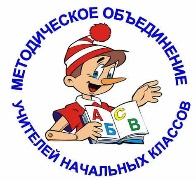 МЕТОДИЧЕСКОЕ ОБЪЕДИНЕНИЕ
УЧИТЕЛЕЙ НАЧАЛЬНЫХ КЛАССОВ
А
Б
С
В